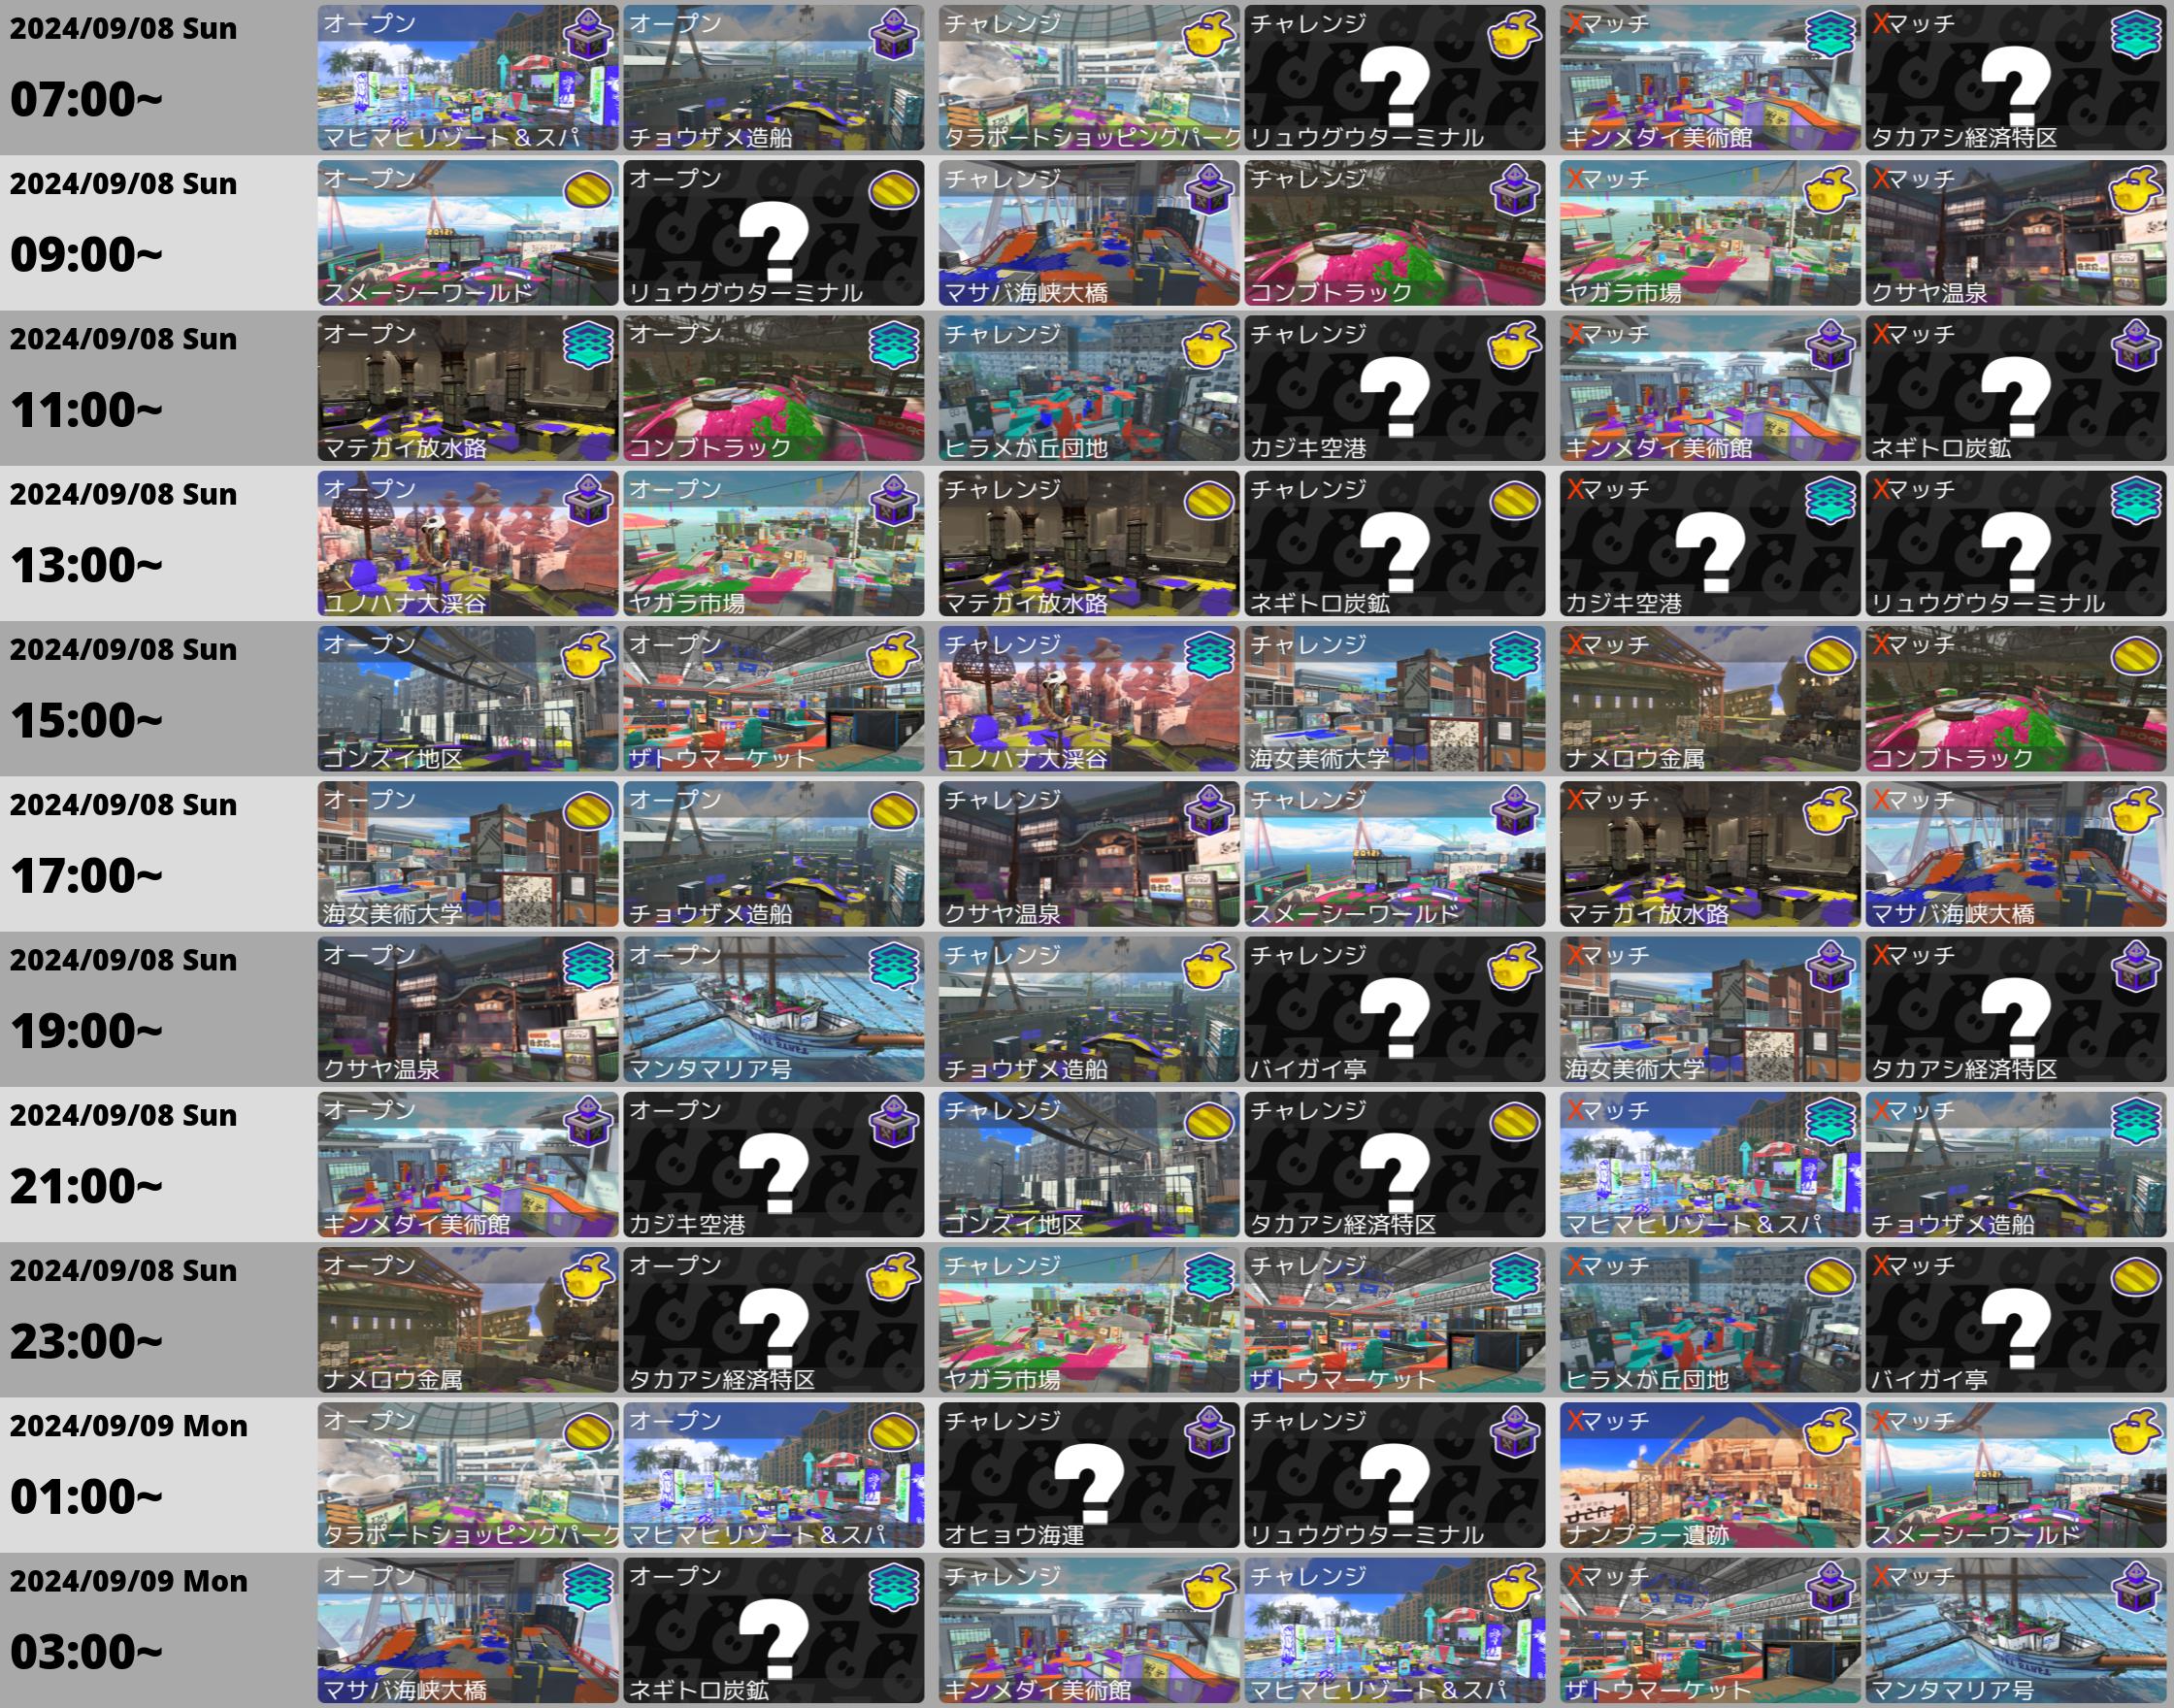 2024/09/08 Sun
07:00~
オープン
マヒマヒリゾート&スパ
オープン
チョウザメ造船
チャレンジ
タラポートショッピングパーク
チャレンジ
リュウグウターミナル
Xマッチ
キンメダイ美術館
Xマッチ
タカアシ経済特区
2024/09/08 Sun
09:00~
オープン
スメーシーワールド
オープン
リュウグウターミナル
チャレンジ
マサバ海峡大橋
チャレンジ
コンブトラック
Xマッチ
ヤガラ市場
Xマッチ
クサヤ温泉
2024/09/08 Sun
11:00~
オープン
マテガイ放水路
オープン
コンブトラック
チャレンジ
ヒラメが丘団地
チャレンジ
カジキ空港
Xマッチ
キンメダイ美術館
Xマッチ
ネギトロ炭鉱
2024/09/08 Sun
13:00~
オープン
ユノハナ大渓谷
オープン
ヤガラ市場
チャレンジ
マテガイ放水路
チャレンジ
ネギトロ炭鉱
Xマッチ
カジキ空港
Xマッチ
リュウグウターミナル
2024/09/08 Sun
15:00~
オープン
ゴンズイ地区
オープン
ザトウマーケット
チャレンジ
ユノハナ大渓谷
チャレンジ
海女美術大学
Xマッチ
ナメロウ金属
Xマッチ
コンブトラック
2024/09/08 Sun
17:00~
オープン
海女美術大学
オープン
チョウザメ造船
チャレンジ
クサヤ温泉
チャレンジ
スメーシーワールド
Xマッチ
マテガイ放水路
Xマッチ
マサバ海峡大橋
2024/09/08 Sun
19:00~
オープン
クサヤ温泉
オープン
マンタマリア号
チャレンジ
チョウザメ造船
チャレンジ
バイガイ亭
Xマッチ
海女美術大学
Xマッチ
タカアシ経済特区
2024/09/08 Sun
21:00~
オープン
キンメダイ美術館
オープン
カジキ空港
チャレンジ
ゴンズイ地区
チャレンジ
タカアシ経済特区
Xマッチ
マヒマヒリゾート&スパ
Xマッチ
チョウザメ造船
2024/09/08 Sun
23:00~
オープン
ナメロウ金属
オープン
タカアシ経済特区
チャレンジ
ヤガラ市場
チャレンジ
ザトウマーケット
Xマッチ
ヒラメが丘団地
Xマッチ
バイガイ亭
2024/09/09 Mon
01:00~
オープン
タラポートショッピングパーク
オープン
マヒマヒリゾート&スパ
チャレンジ
オヒョウ海運
チャレンジ
リュウグウターミナル
Xマッチ
ナンプラー遺跡
Xマッチ
スメーシーワールド
2024/09/09 Mon
03:00~
オープン
マサバ海峡大橋
オープン
ネギトロ炭鉱
チャレンジ
キンメダイ美術館
チャレンジ
マヒマヒリゾート&スパ
Xマッチ
ザトウマーケット
Xマッチ
マンタマリア号